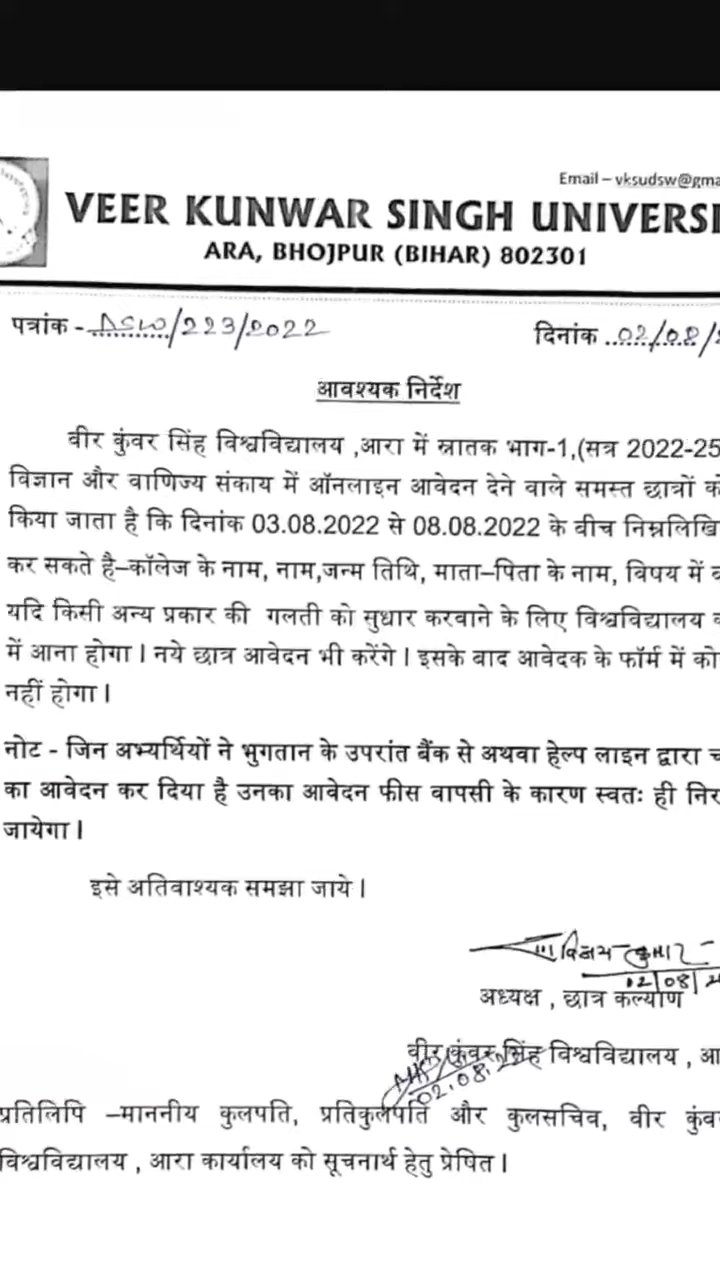 Email – vksudsw@gma
VEER KUNWAR SINGH UNIVERSI
ARA, BHOJPUR (BIHAR) 802301
पत्रांक - DSW/223/2022
दिनांक 02/08/
आवश्यक निर्देश
वीर कुंवर सिंह विश्वविद्यालय ,आरा में स्नातक भाग-1,(सत्र 2022-25
विज्ञान और वाणिज्य संकाय में ऑनलाइन आवेदन देने वाले समस्त छात्रों को
किया जाता है कि दिनांक 03.08.2022 से 08.08.2022 के बीच निम्नलिखि
कर सकते है–कॉलेज के नाम, नाम,जन्म तिथि, माता–पिता के नाम, विषय में
यदि किसी अन्य प्रकार की गलती को सुधार करवाने के लिए विश्वविद्यालय
में आना होगा। नये छात्र आवेदन भी करेंगे। इसके बाद आवेदक के फॉर्म में को
नहीं होगा।
नोट - जिन अभ्यर्थियों ने भुगतान के उपरांत बैंक से अथवा हेल्प लाइन द्वारा
का आवेदन कर दिया है उनका आवेदन फीस वापसी के कारण स्वतः ही निर
जायेगा।
इसे अतिवाश्यक समझा जाये।
विजय कुमार
02/08/
अध्यक्ष , छात्र कल्याण
वीर कुंवर सिंह विश्वविद्यालय , आ
02.08.
प्रतिलिपि –माननीय कुलपति, प्रतिकुलपति और कुलसचिव, वीर कुंव
विश्वविद्यालय , आरा कार्यालय को सूचनार्थ हेतु प्रेषित।